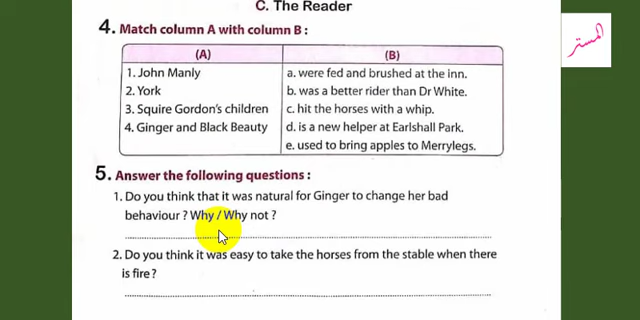 C. The Reader
4. Match column A with column B :
(A) (B)
1. John Manly a. were fed and brushed at the inn.
2. York b. was a better rider than Dr White.
3. Squire Gordon's children c. hit the horses with a whip.
4. Ginger and Black Beauty d. is a new helper at Earlshall Park.
e. used to bring apples to Merrylegs.
5. Answer the following questions :
1. Do you think that it was natural for Ginger to change her bad
behaviour ? Why / Why not ?
2. Do you think it was easy to take the horses from the stable when there
is fire?
المستر